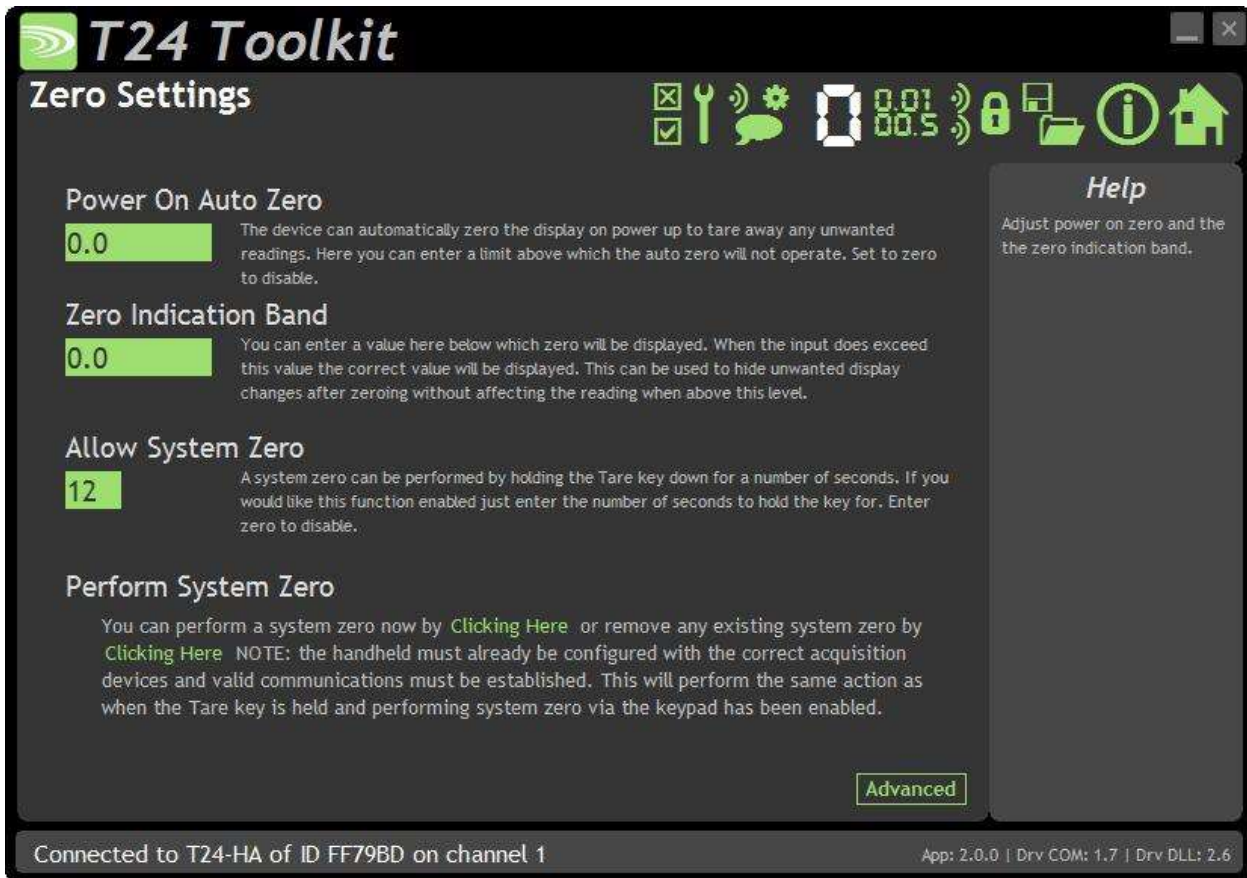 T24 Toolkit
Zero Settings
0.01
00.5
Power On Auto Zero
0.0
The device can automatically zero the display on power up to tare away any unwanted
readings. Here you can enter a limit above which the auto zero will not operate. Set to zero
to disable.
Zero Indication Band
0.0
You can enter a value here below which zero will be displayed. When the input does exceed
this value the correct value will be displayed. This can be used to hide unwanted display
changes after zeroing without affecting the reading when above this level.
Allow System Zero
12
A system zero can be performed by holding the Tare key down for a number of seconds. If you
would like this function enabled just enter the number of seconds to hold the key for. Enter
zero to disable.
Perform System Zero
You can perform a system zero now by Clicking Here or remove any existing system zero by
Clicking Here NOTE: the handheld must already be configured with the correct acquisition
devices and valid communications must be established. This will perform the same action as
when the Tare key is held and performing system zero via the keypad has been enabled.
Advanced
Help
Adjust power on zero and the
the zero indication band.
Connected to T24-HA of ID FF79BD on channel 1
App: 2.0.0 | Drv COM: 1.7 | Drv DLL: 2.6